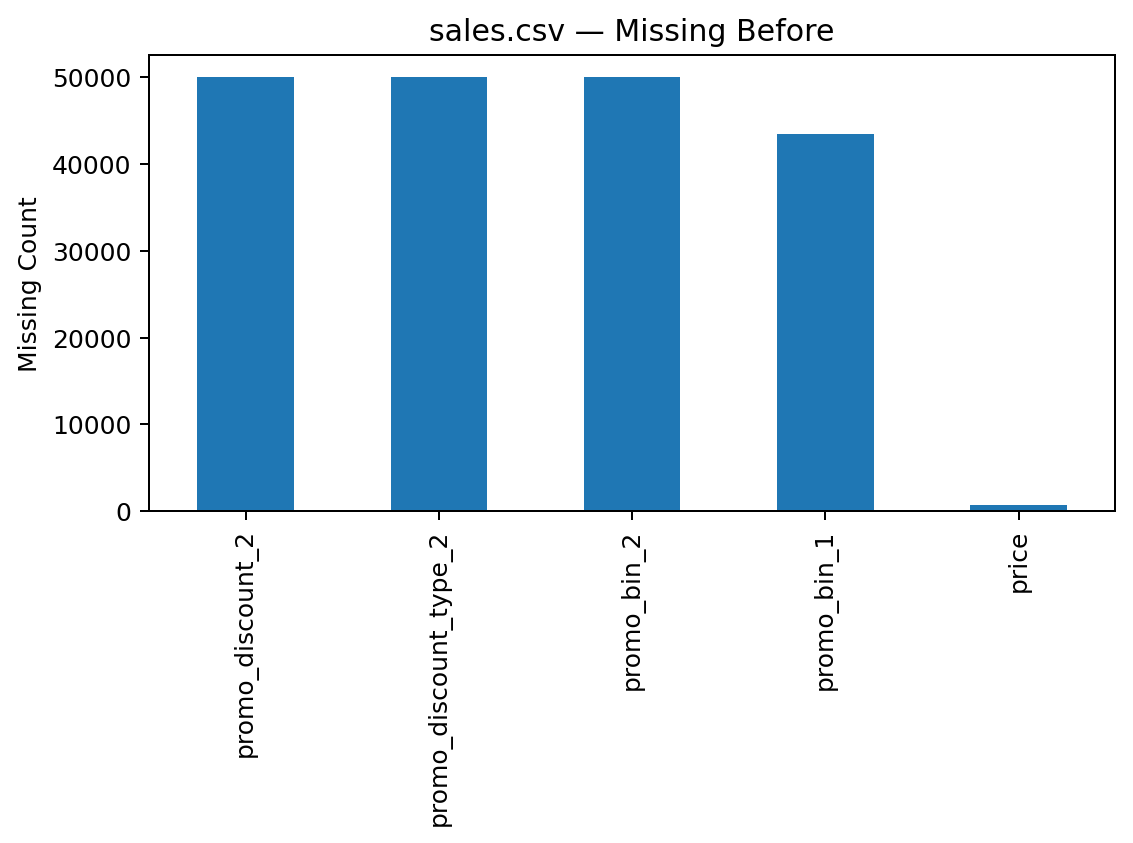 sales.csv — Missing Before
Missing Count
50000
40000
30000
20000
10000
0
promo_discount_2
promo_discount_type_2
promo_bin_2
promo_bin_1
price